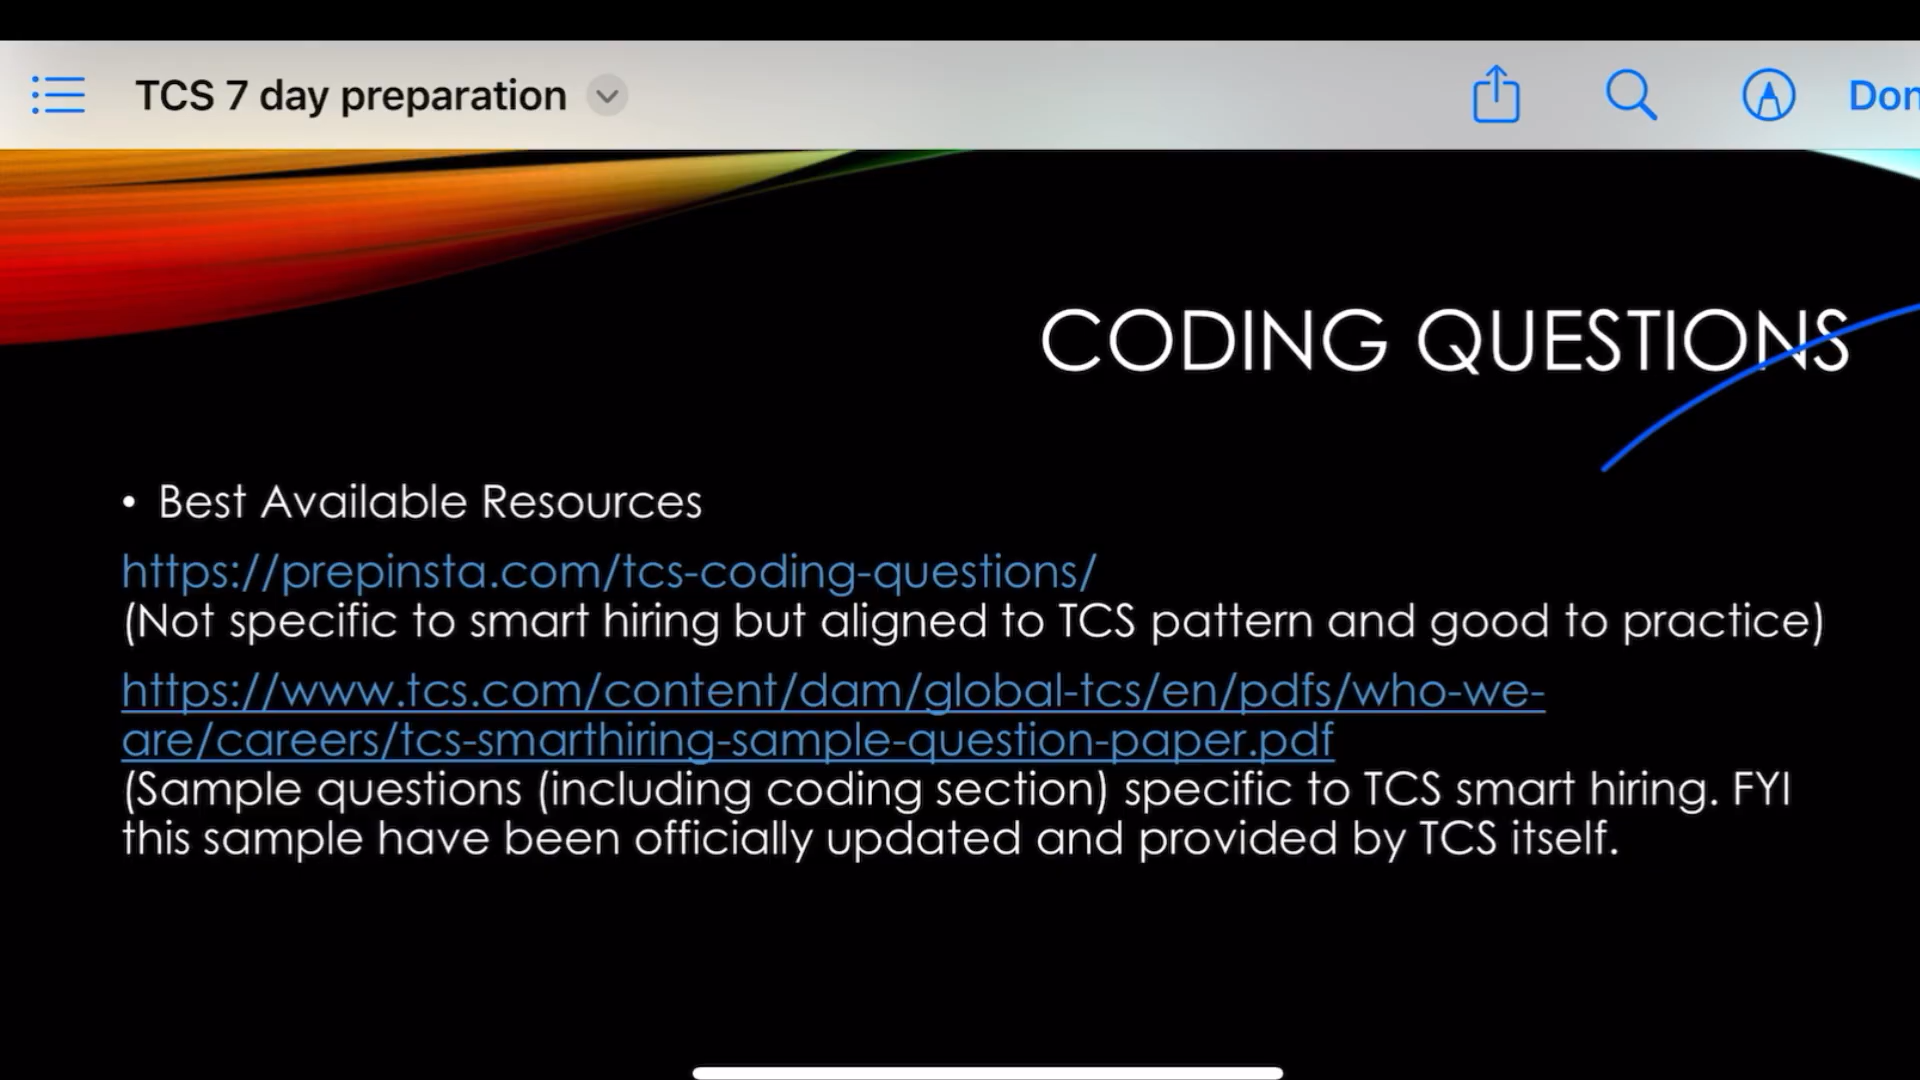 TCS 7 day preparation
Don
CODING QUESTIONS
• Best Available Resources
https://prepinsta.com/tcs-coding-questions/
(Not specific to smart hiring but aligned to TCS pattern and good to practice)
https://www.tcs.com/content/dam/global-tcs/en/pdfs/who-we-
are/careers/tcs-smarthiring-sample-question-paper.pdf
(Sample questions (including coding section) specific to TCS smart hiring. FYI
this sample have been officially updated and provided by TCS itself.